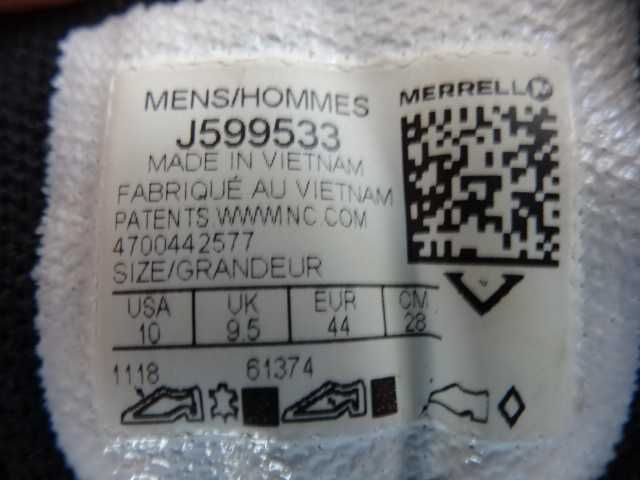 MENS/HOMMES
MERRELL
J599533
MADE IN VIETNAM
FABRIQUÉ AU VIETNAM
PATENTS.WWWNC.COM
4700442577
SIZE/GRANDEUR
USA UK EUR CM
10 9.5 44 28
1118 61374